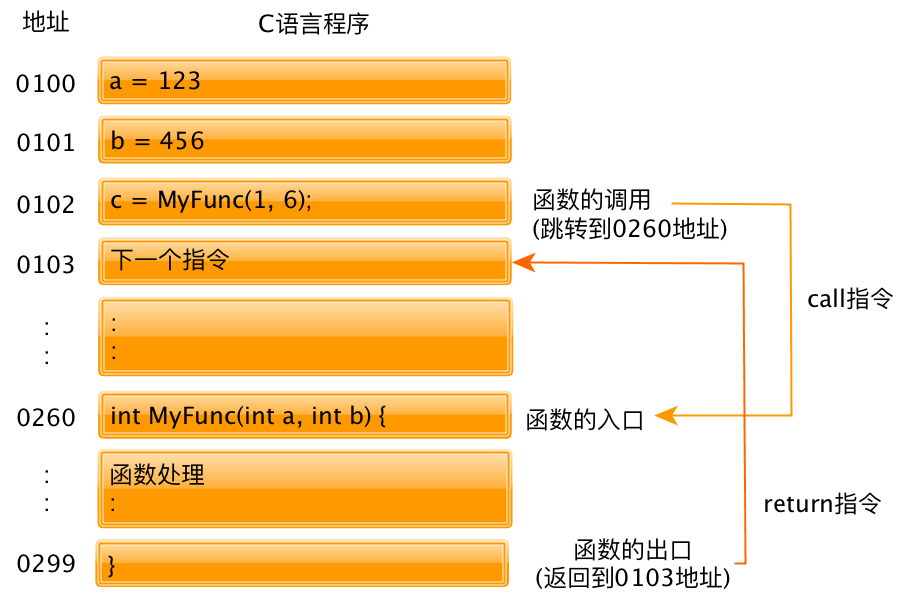 地址 C语言程序
0100 a = 123
0101 b = 456
0102 c = MyFunc(1, 6);
函数的调用
(跳转到0260地址)
0103 下一个指令
call指令
: :
: :
0260 int MyFunc(int a, int b) { 函数的入口
: 函数处理
: :
return指令
0299 }
函数的出口
(返回到0103地址)